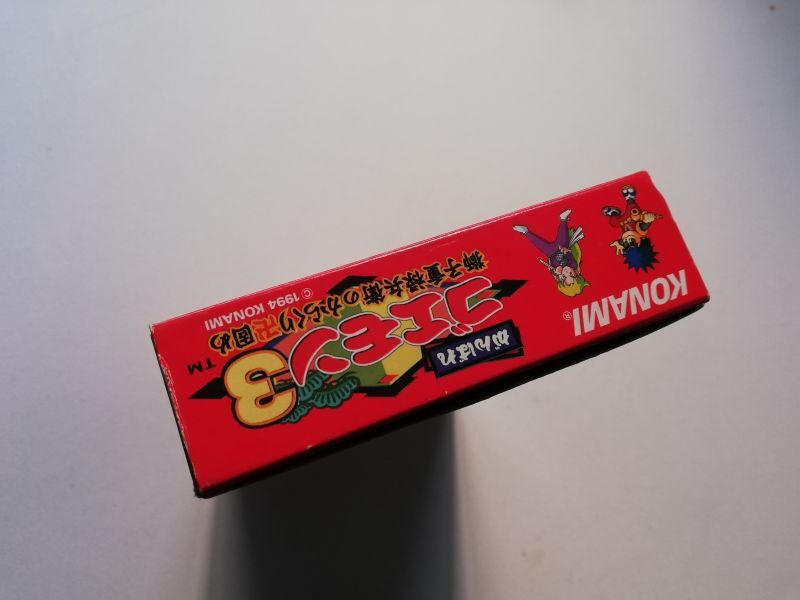 KONAMI®
がんばれ
ゴエモン3
獅子重禄兵衛のからくり卍固め
™
© 1994 KONAMI